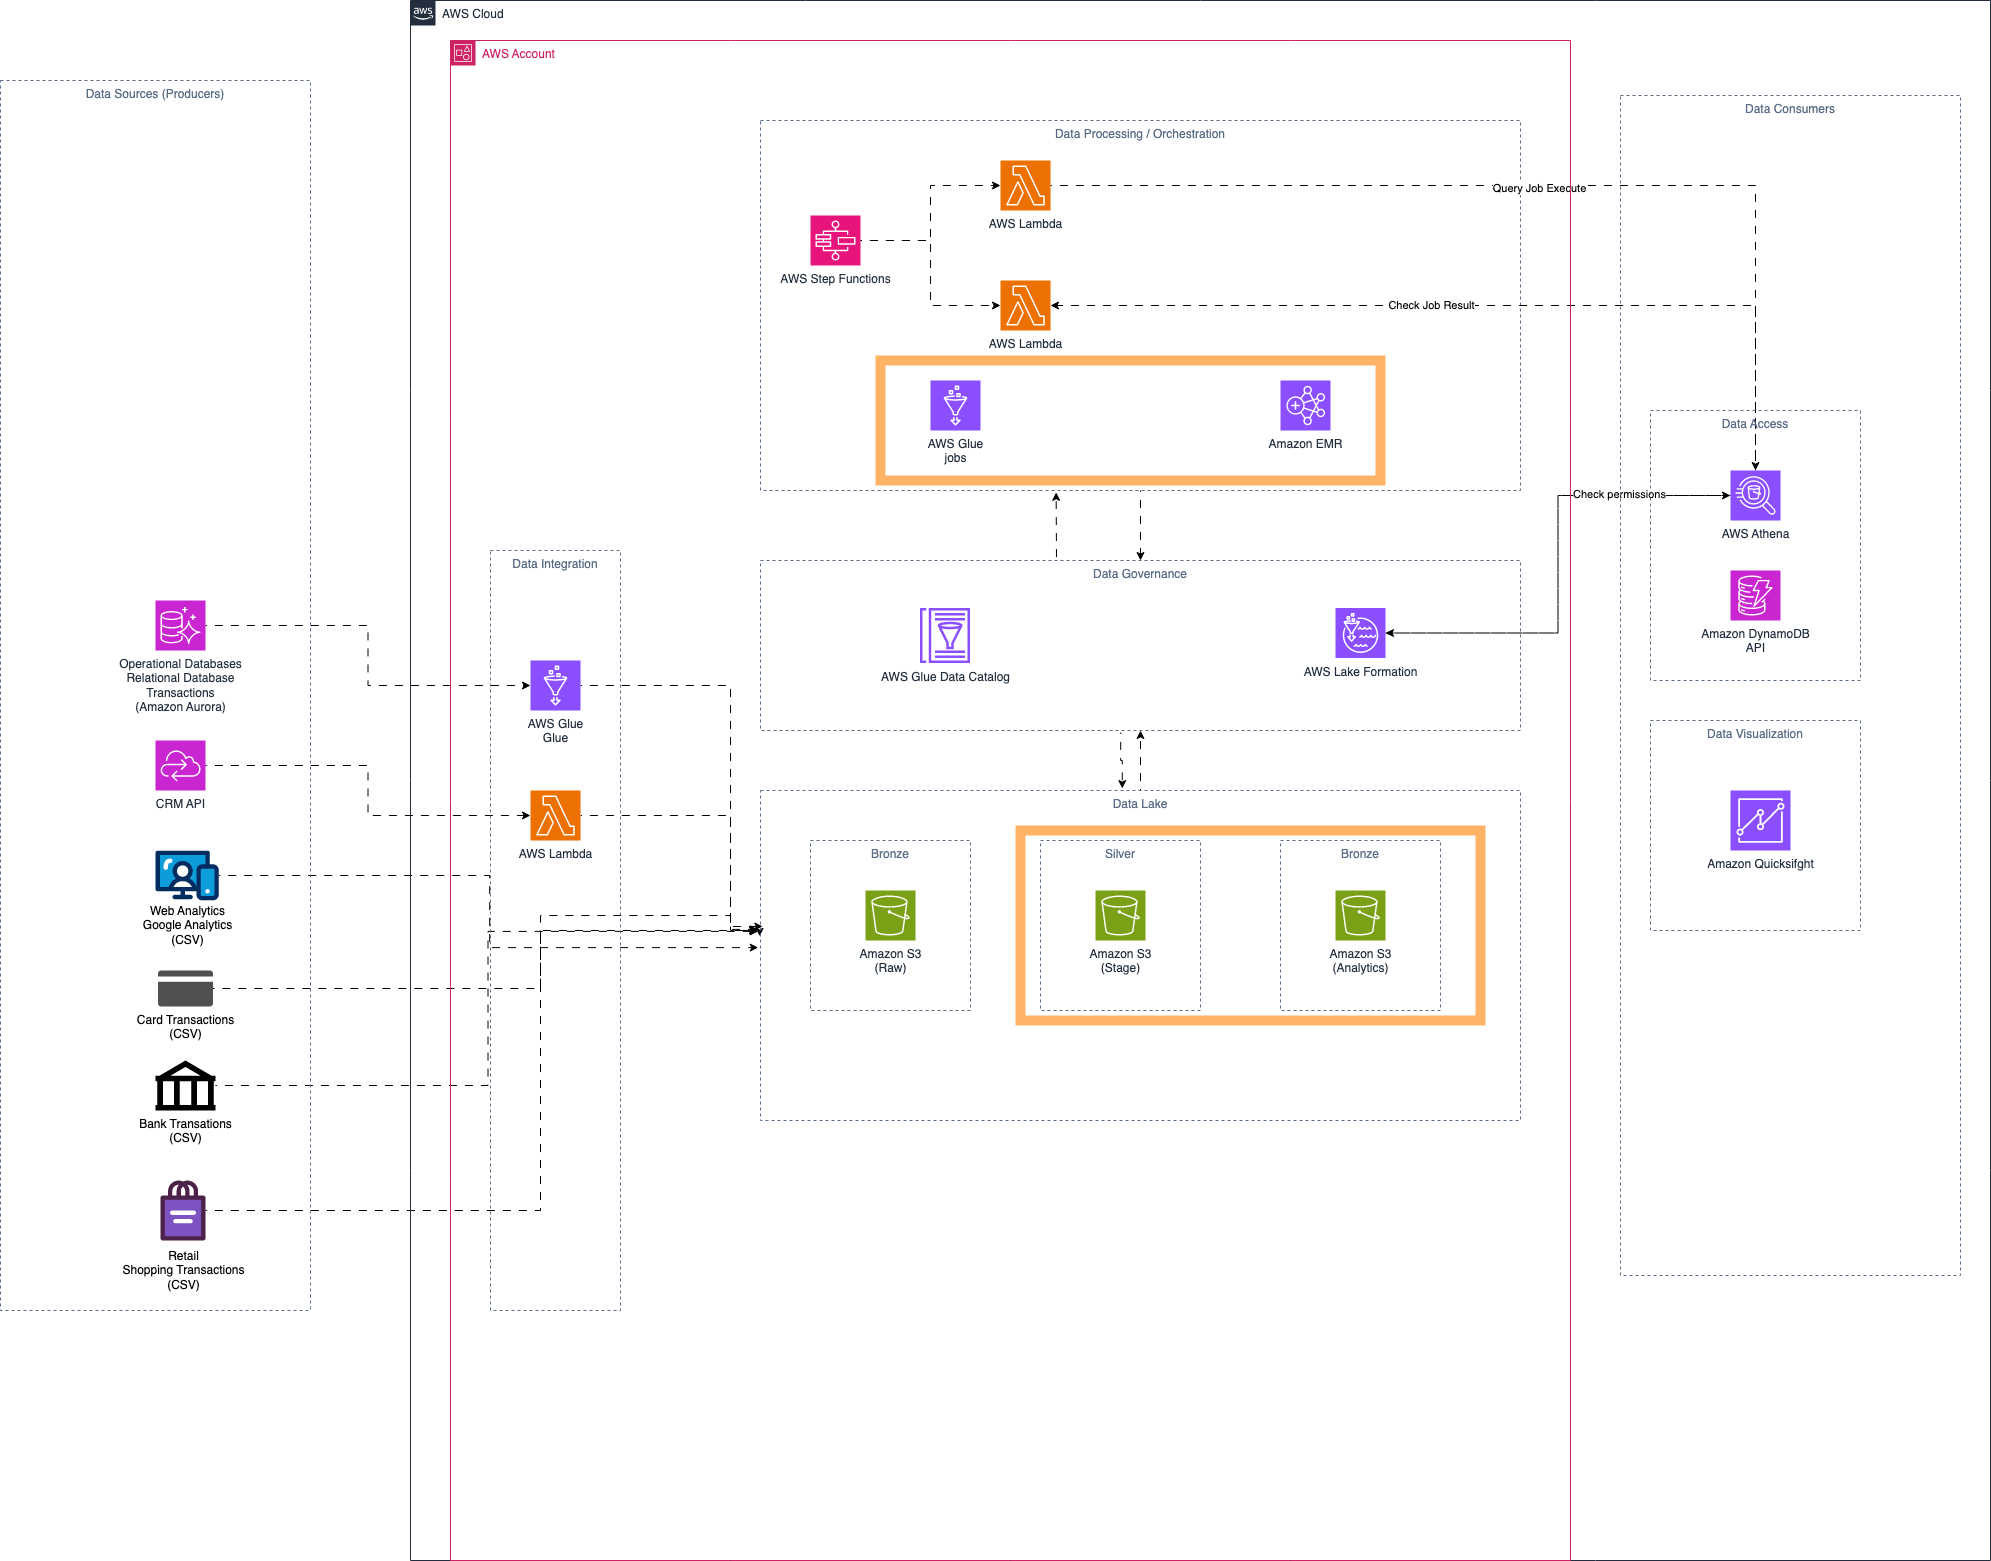 aws
AWS Cloud
AWS Account
Data Sources (Producers)
Operational Databases
Relational Database
Transactions
(Amazon Aurora)
CRM API
Web Analytics
Google Analytics
(CSV)
Card Transactions
(CSV)
Bank Transations
(CSV)
Retail
Shopping Transactions
(CSV)
Data Integration
AWS Glue
Glue
AWS Lambda
Data Processing / Orchestration
AWS Step Functions
AWS Lambda
Query Job Execute
AWS Lambda
Check Job Result
AWS Glue
jobs
Amazon EMR
Data Governance
AWS Glue Data Catalog
AWS Lake Formation
Check permissions
Data Lake
Bronze
Amazon S3
(Raw)
Silver
Amazon S3
(Stage)
Bronze
Amazon S3
(Analytics)
Data Consumers
Data Access
AWS Athena
Amazon DynamoDB
API
Data Visualization
Amazon Quicksifght